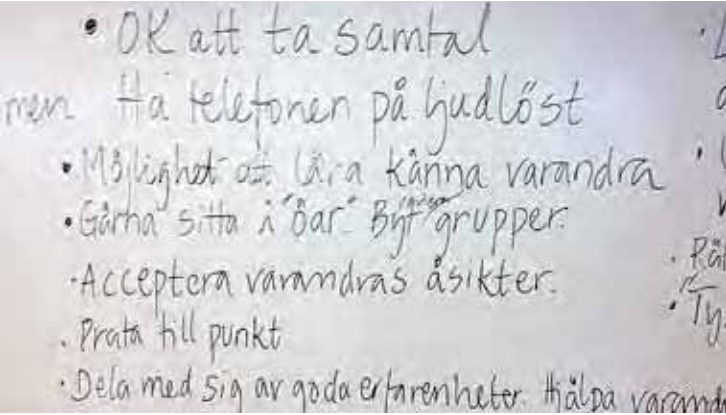 • OK att ta samtal
men Ha telefonen på ljudlöst
• Möjlighet att lära känna varandra
• Gärna sitta i "öar". Byt grupper.
• Acceptera varandras åsikter.
• Prata till punkt
• Dela med sig av goda erfarenheter. Hjälpa